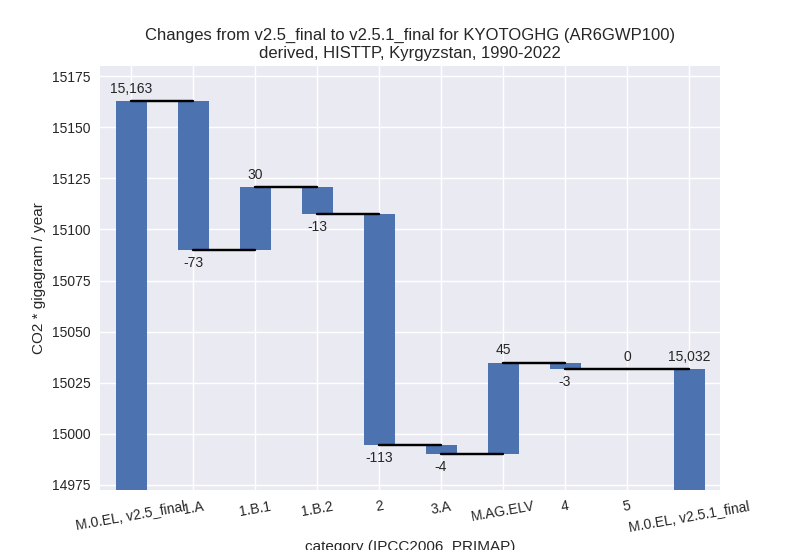 Changes from v2.5_final to v2.5.1_final for KYOTOGHG (AR6GWP100)
derived, HISTTP, Kyrgyzstan, 1990-2022
CO2 * gigagram / year
15175
15150
15125
15100
15075
15050
15025
15000
14975
15,163
-73
30
-13
-113
-4
45
-3
0
15,032
M.0.EL, v2.5_final
1.A
1.B.1
1.B.2
2
3.A
M.AG.ELV
4
5
M.0.EL, v2.5.1_final
category (IPCC2006_PRIMAP)